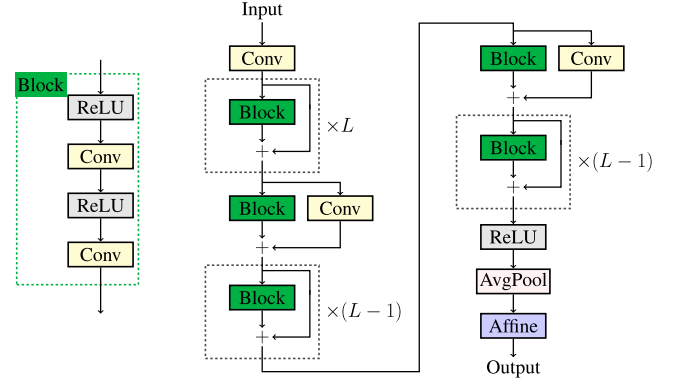 Block
ReLU
Conv
ReLU
Conv
Input
Conv
Block
+
×L
Block Conv
+
Block
+
×(L − 1)
Block Conv
+
Block
+
×(L − 1)
ReLU
AvgPool
Affine
Output